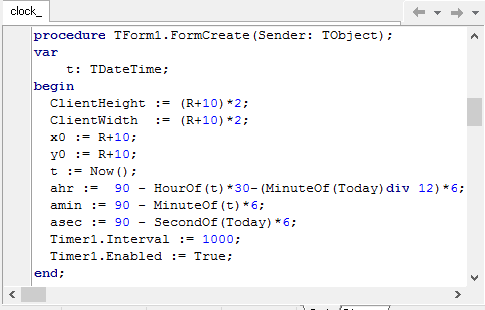 clock_
procedure TForm1.FormCreate(Sender: TObject);
var
    t: TDateTime;
begin
  ClientHeight := (R+10)*2;
  ClientWidth  := (R+10)*2;
  x0 := R+10;
  y0 := R+10;
  t := Now();
  ahr :=  90 - HourOf(t)*30-(MinuteOf(Today)div 12)*6;
  amin := 90 - MinuteOf(t)*6;
  asec := 90 - SecondOf(Today)*6;
  Timer1.Interval := 1000;
  Timer1.Enabled := True;
end;